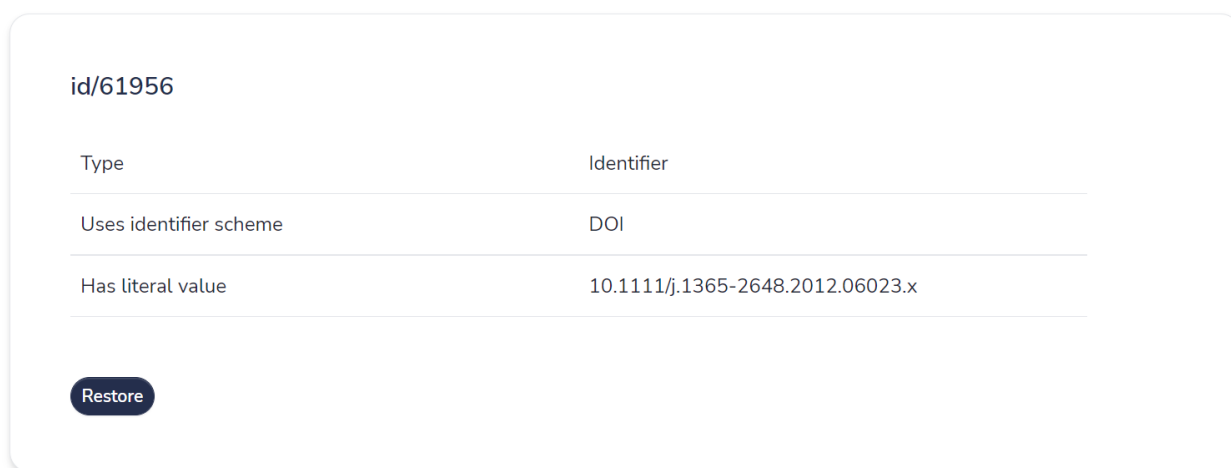 id/61956
Type Identifier
Uses identifier scheme DOI
Has literal value 10.1111/j.1365-2648.2012.06023.x
Restore